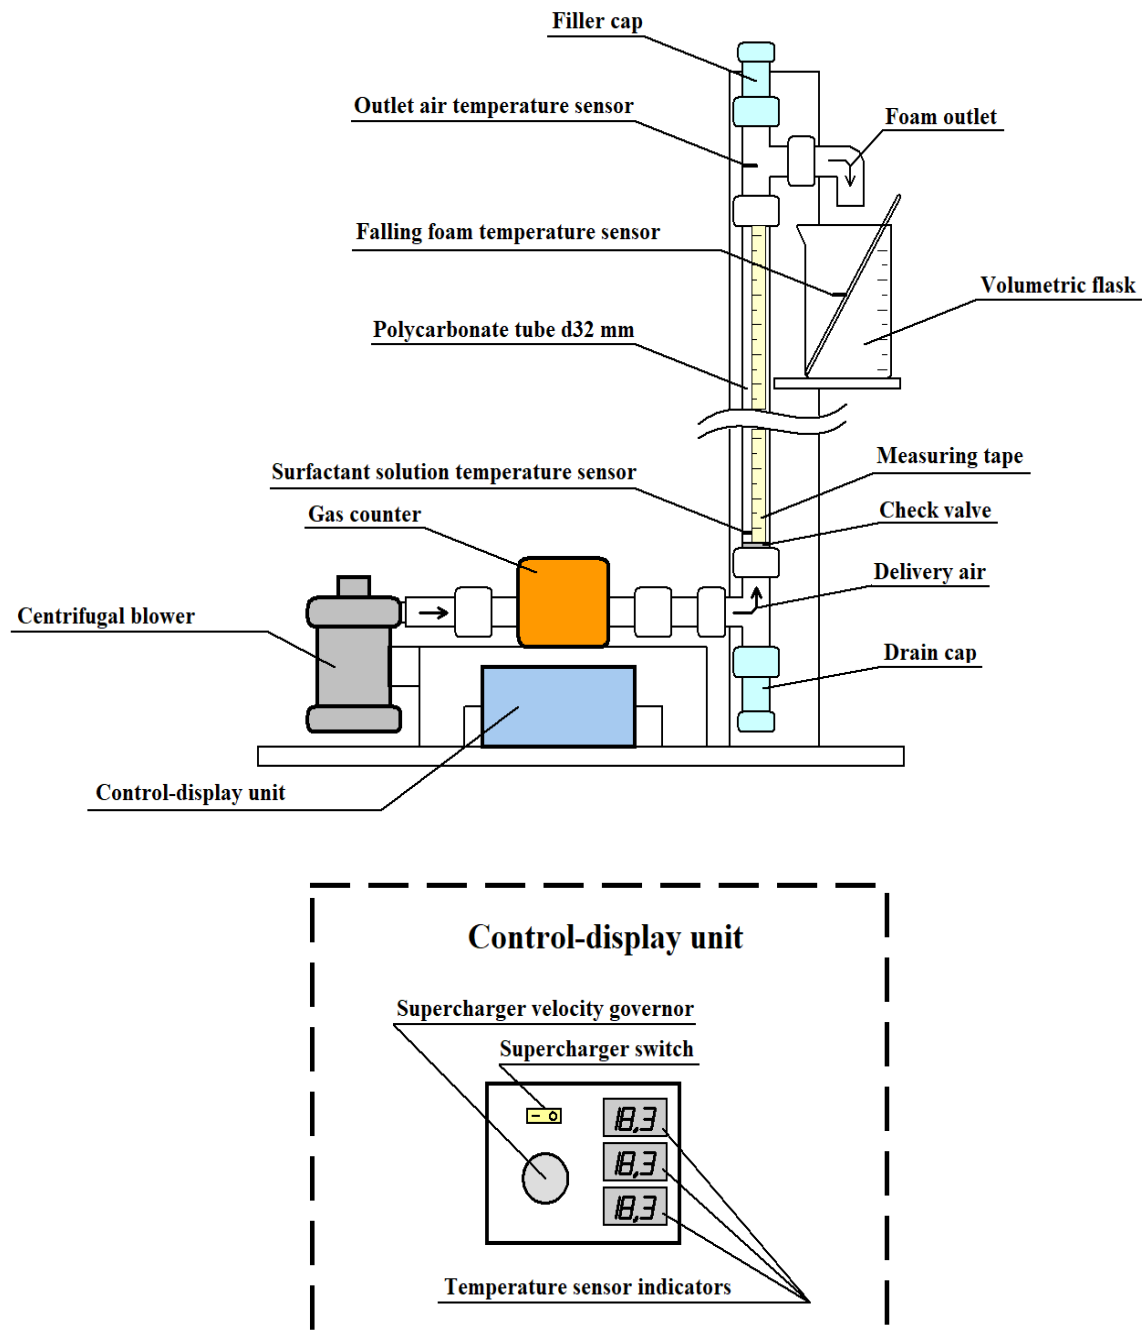 Filler cap
Outlet air temperature sensor
Foam outlet
Falling foam temperature sensor
Volumetric flask
Polycarbonate tube d32 mm
Measuring tape
Surfactant solution temperature sensor
Check valve
Gas counter
Delivery air
Centrifugal blower
Drain cap
Control-display unit
Control-display unit
Supercharger velocity governor
Supercharger switch
18,3
18,3
18,3
Temperature sensor indicators